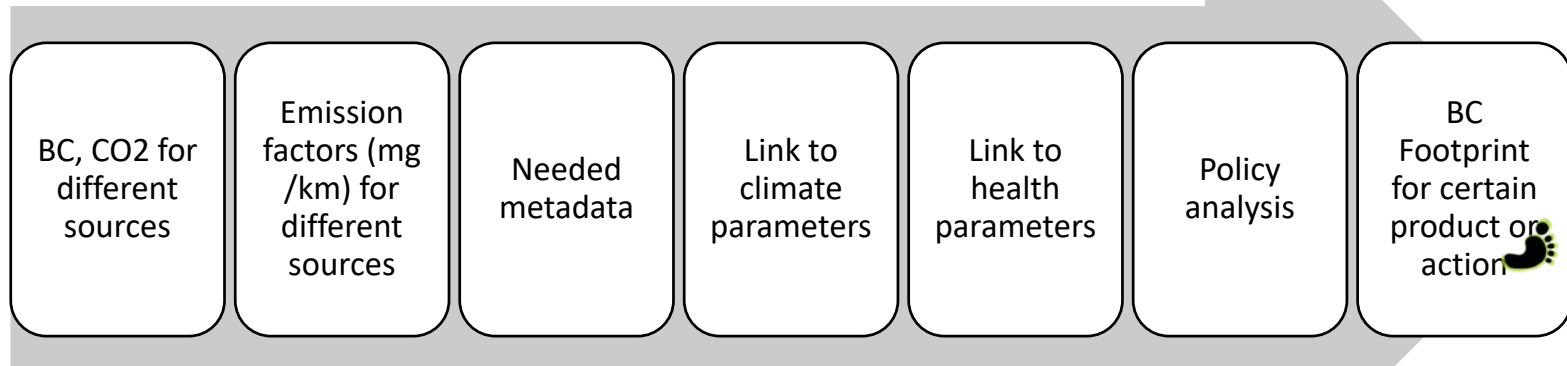 BC, CO2 for
different
sources
Emission
factors (mg
/km) for
different
sources
Needed
metadata
Link to
climate
parameters
Link to
health
parameters
Policy
analysis
BC
Footprint
for certain
product or
action